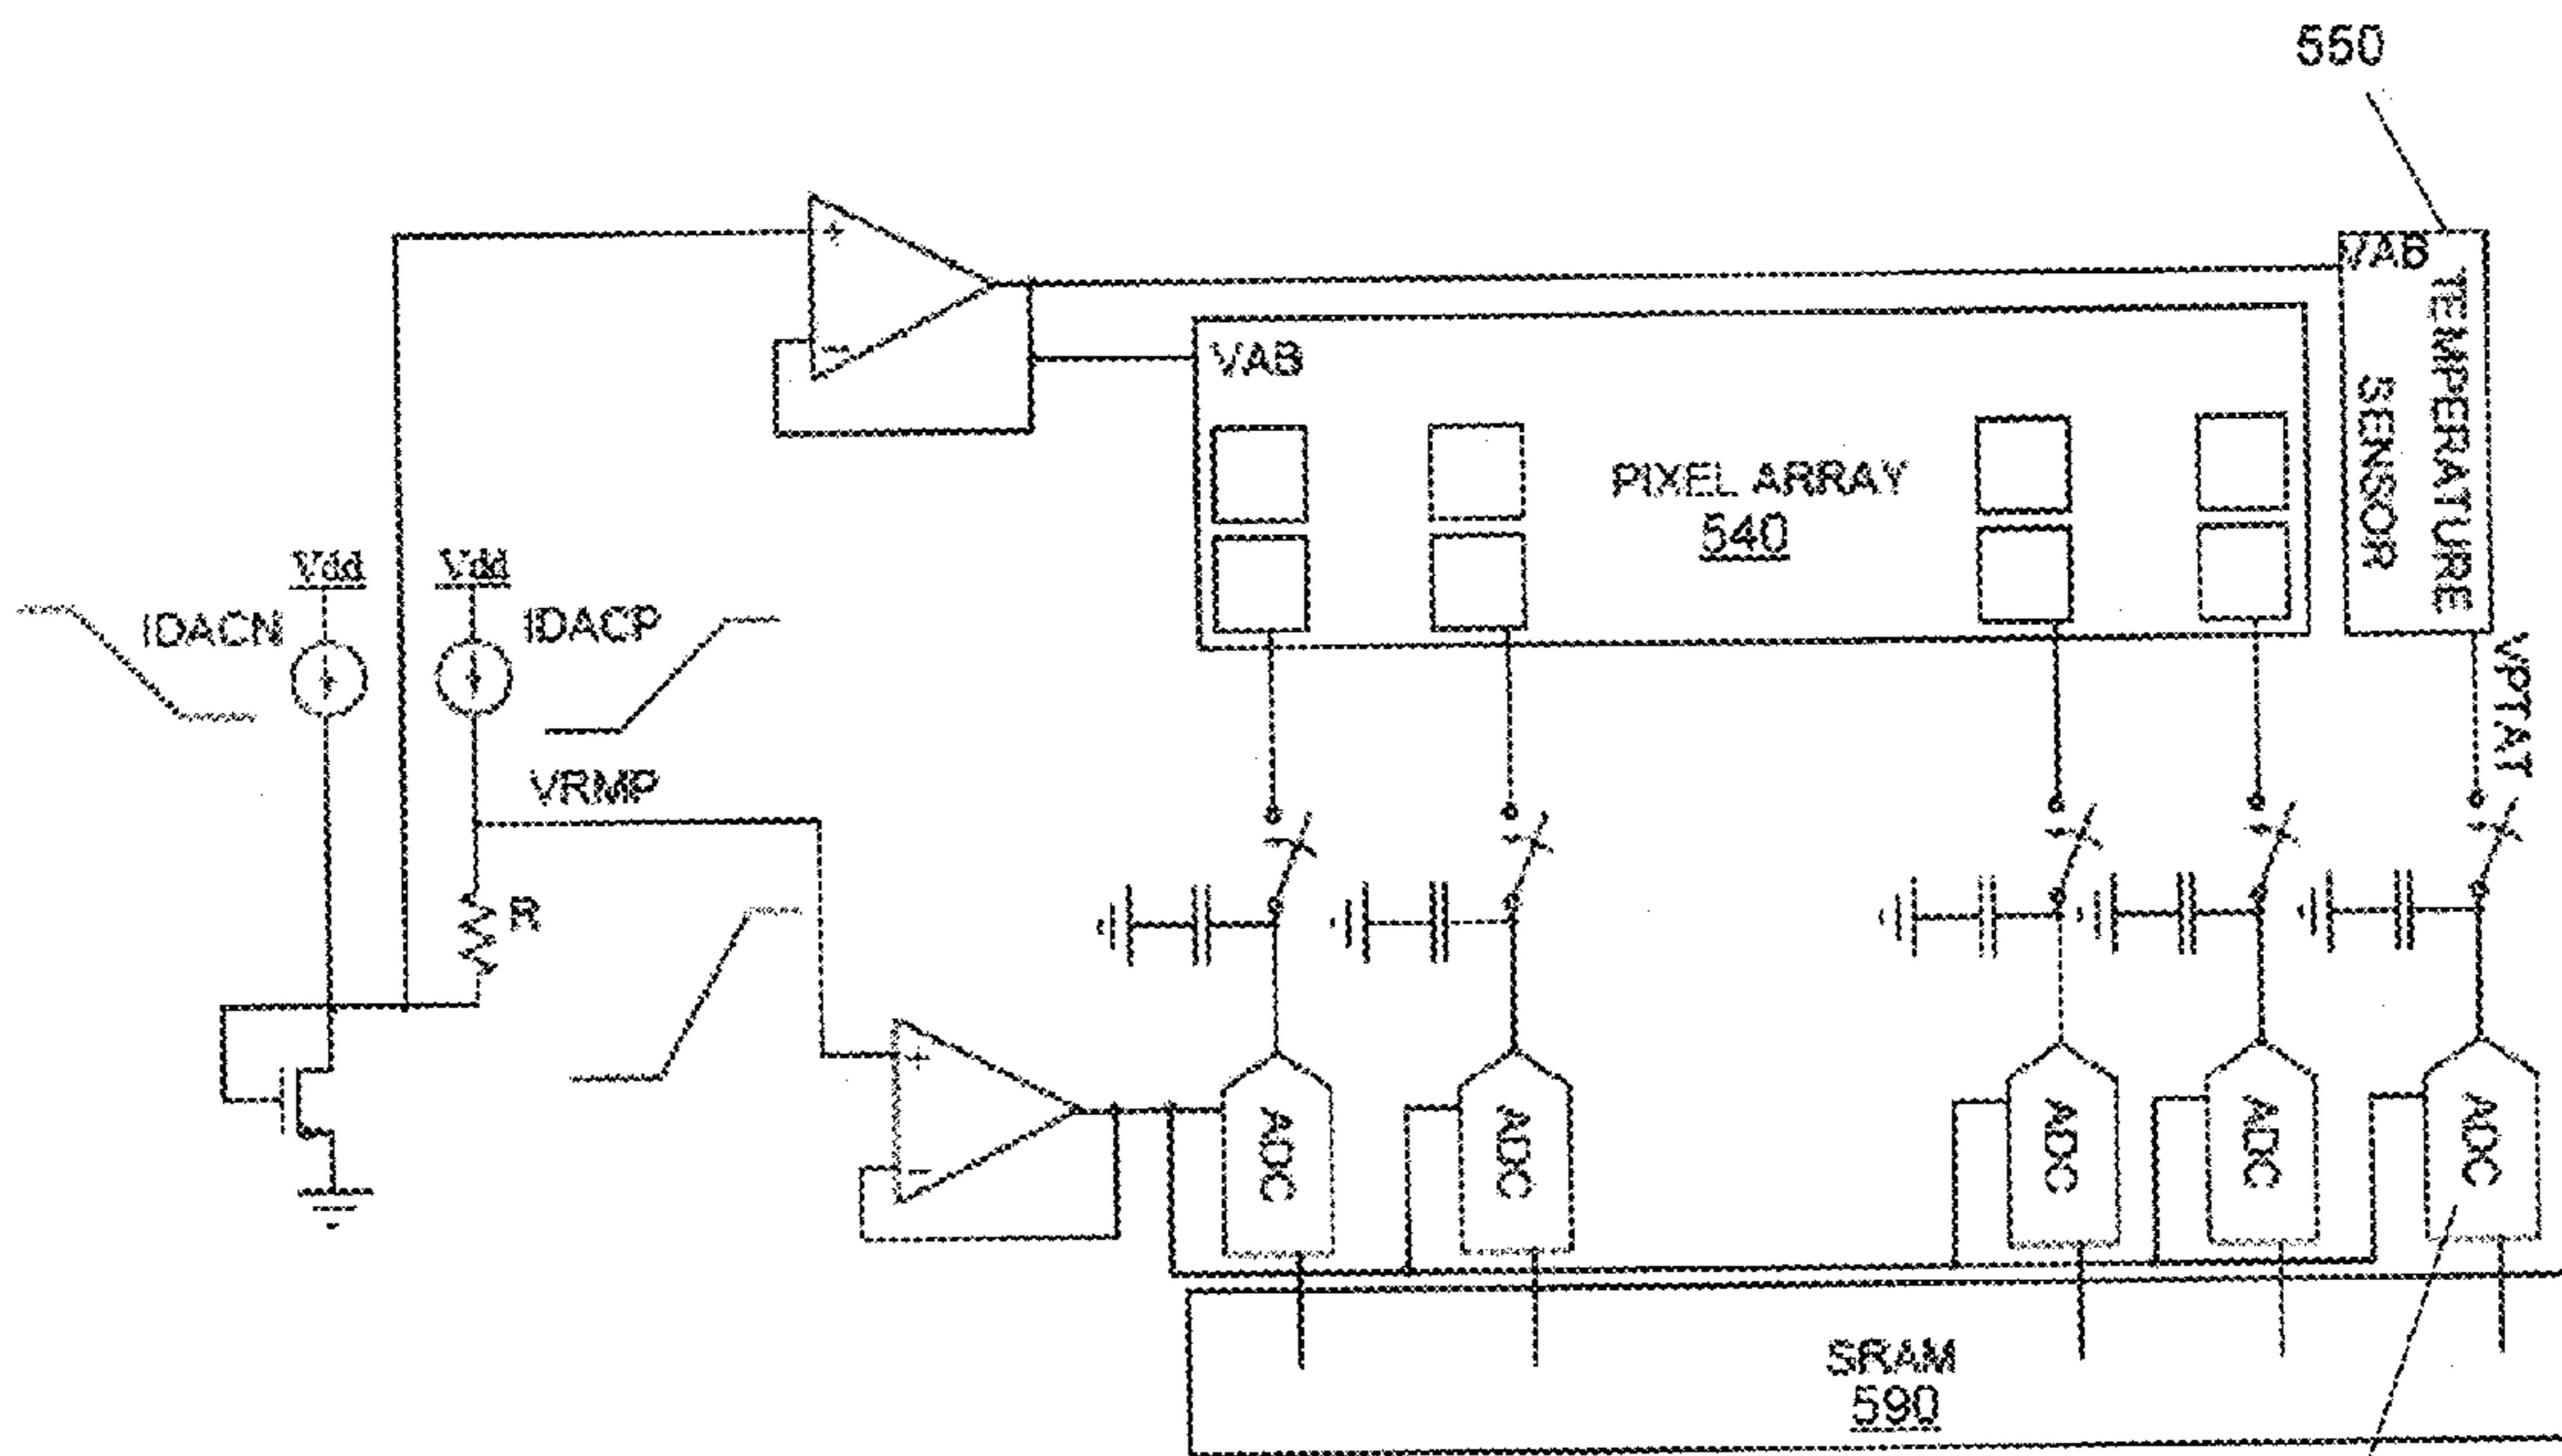 550
VAB
TEMPERATURE
SENSOR
VAB
PIXEL ARRAY
540
Vdd
Vdd
IDACN
IDACP
VPTAT
VRMP
R
+
−
+
−
ADC
ADC
ADC
ADC
ADC
SRAM
590